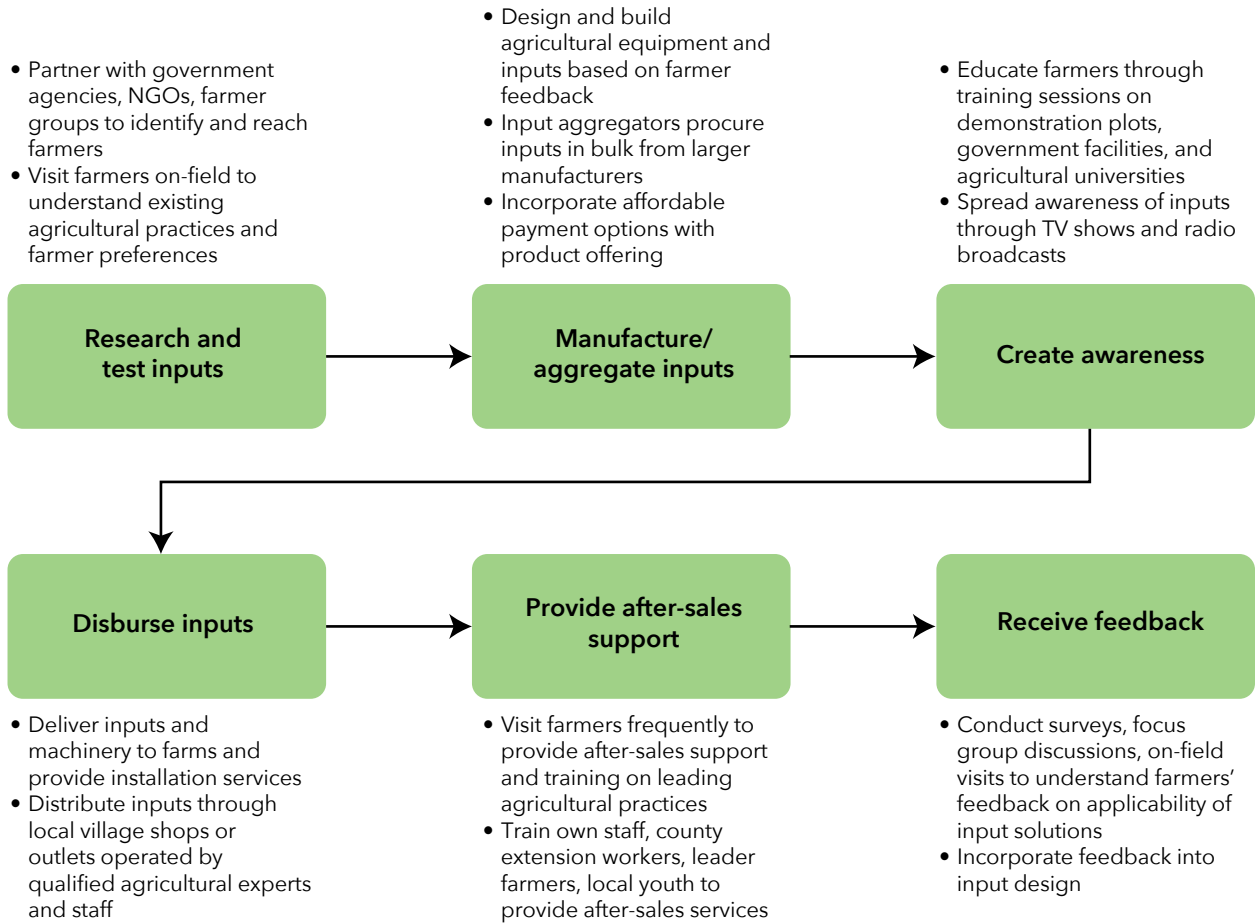 • Partner with government
agencies, NGOs, farmer
groups to identify and reach
farmers
• Visit farmers on-field to
understand existing
agricultural practices and
farmer preferences
• Design and build
agricultural equipment and
inputs based on farmer
feedback
• Input aggregators procure
inputs in bulk from larger
manufacturers
• Incorporate affordable
payment options with
product offering
• Educate farmers through
training sessions on
demonstration plots,
government facilities, and
agricultural universities
• Spread awareness of inputs
through TV shows and radio
broadcasts
Research and
test inputs
Manufacture/
aggregate inputs
Create awareness
Disburse inputs
Provide after-sales
support
Receive feedback
• Deliver inputs and
machinery to farms and
provide installation services
• Distribute inputs through
local village shops or
outlets operated by
qualified agricultural experts
and staff
• Visit farmers frequently to
provide after-sales support
and training on leading
agricultural practices
• Train own staff, county
extension workers, leader
farmers, local youth to
provide after-sales services
• Conduct surveys, focus
group discussions, on-field
visits to understand farmers’
feedback on applicability of
input solutions
• Incorporate feedback into
input design